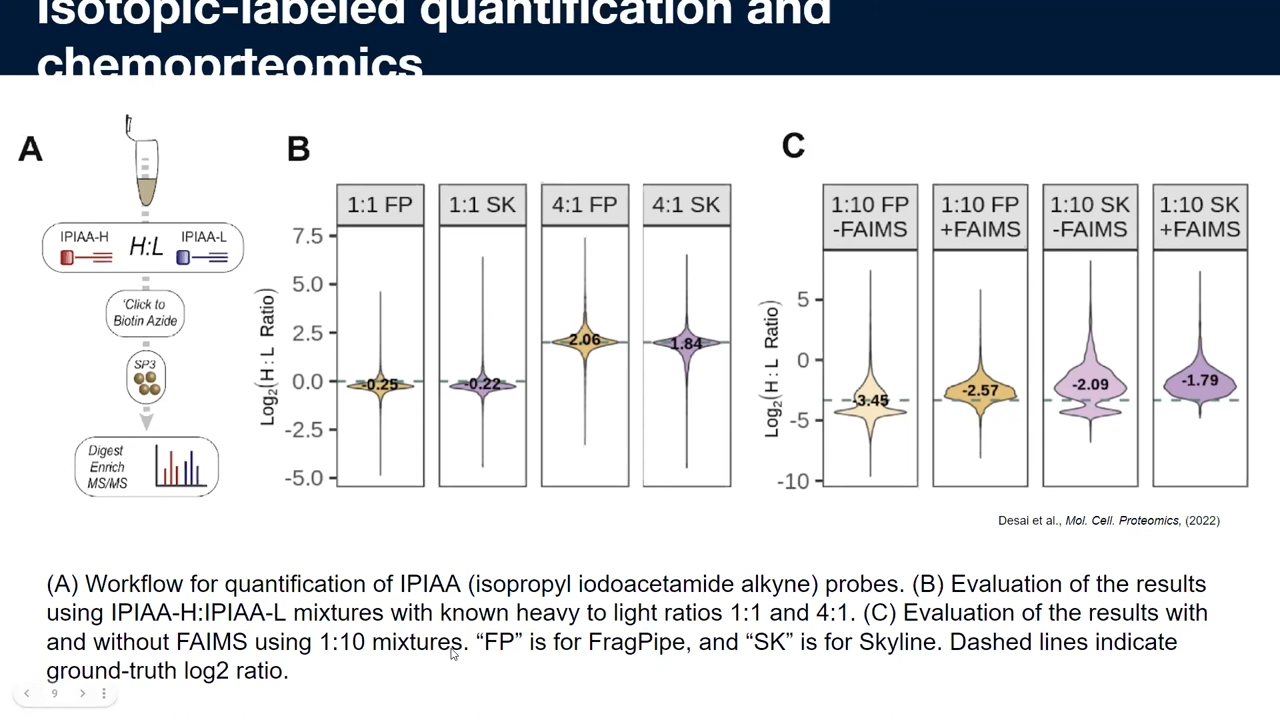 Isotopic-labeled quantification and
chemoprteomics
A
IPIAA-H
H:L
IPIAA-L
'Click to
Biotin Azide
SP3
Digest
Enrich
MS/MS
B
1:1 FP
1:1 SK
4:1 FP
4:1 SK
Log2(H : L Ratio)
7.5
5.0
2.5
0.0
-2.5
-5.0
-0.25
-0.22
2.06
1.84
C
1:10 FP
-FAIMS
1:10 FP
+FAIMS
1:10 SK
-FAIMS
1:10 SK
+FAIMS
Log2(H : L Ratio)
5
0
-5
-10
-3.45
-2.57
-2.09
-1.79
Desai et al., Mol. Cell. Proteomics, (2022)
(A) Workflow for quantification of IPIAA (isopropyl iodoacetamide alkyne) probes. (B) Evaluation of the results
using IPIAA-H:IPIAA-L mixtures with known heavy to light ratios 1:1 and 4:1. (C) Evaluation of the results with
and without FAIMS using 1:10 mixtures. “FP” is for FragPipe, and “SK” is for Skyline. Dashed lines indicate
ground-truth log2 ratio.
9